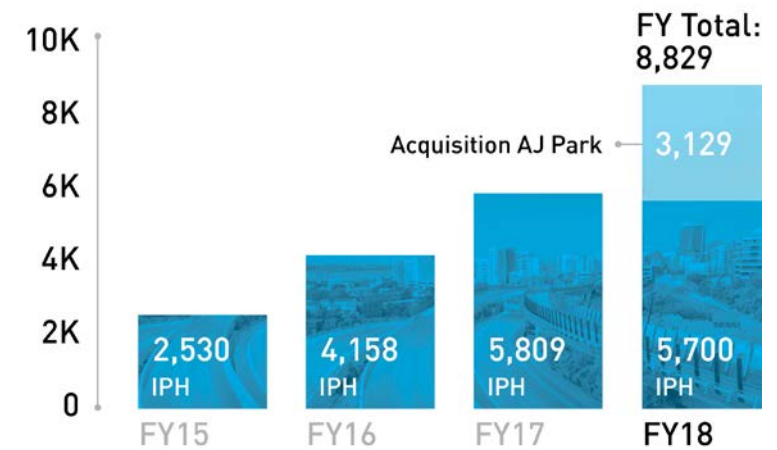 FY Total:
8,829
10K
8K
6K
4K
2K
0
Acquisition AJ Park
3,129
2,530
IPH
4,158
IPH
5,809
IPH
5,700
IPH
FY15
FY16
FY17
FY18